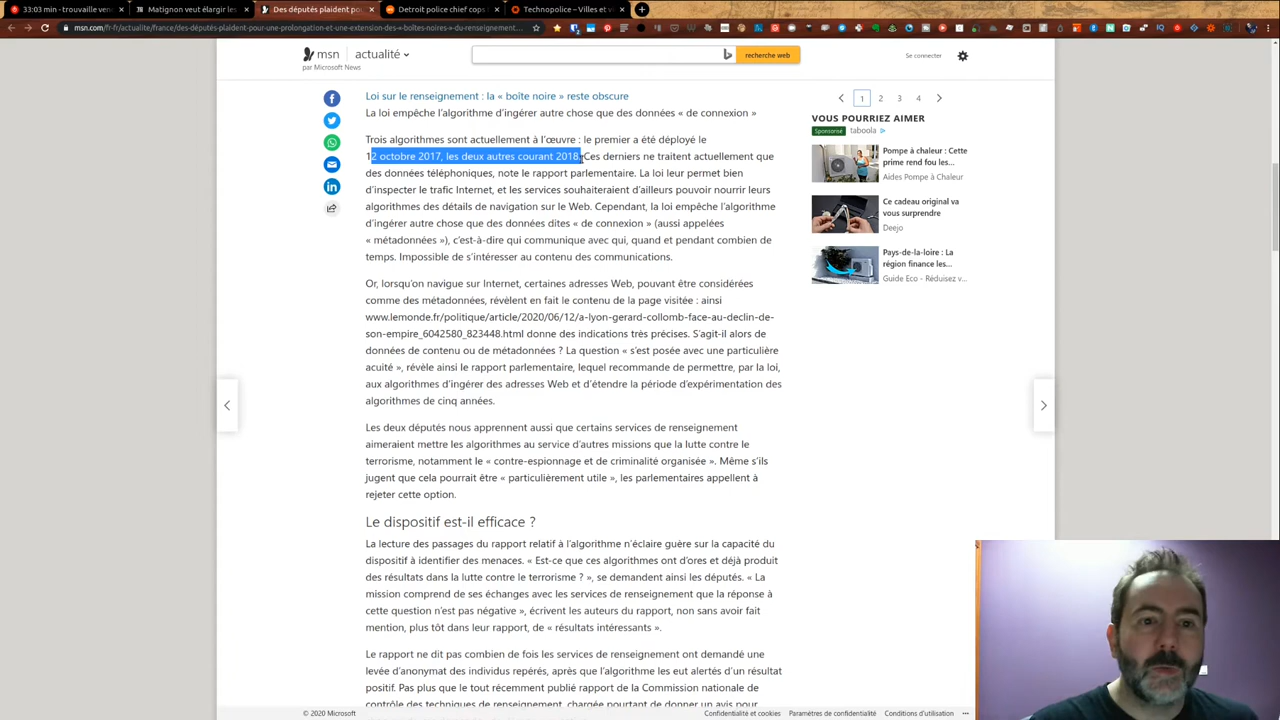 33:03 min - trouvaille ven
Matignon veut élargir les
Des députés plaident pou
Detroit police chief cops
Technopolice – Villes et v
msn.com/fr-fr/actualite/france/des-députés-plaident-pour-une-prolongation-et-une-extension-des-«-boîtes-noires-»-du-renseignement...
msn
actualité
par Microsoft News
recherche web
Se connecter
Loi sur le renseignement : la « boîte noire » reste obscure
La loi empêche l'algorithme d'ingérer autre chose que des données « de connexion »
Trois algorithmes sont actuellement à l'œuvre : le premier a été déployé le
12 octobre 2017, les deux autres courant 2018. Ces derniers ne traitent actuellement que
des données téléphoniques, note le rapport parlementaire. La loi leur permet bien
d'inspecter le trafic Internet, et les services souhaiteraient d'ailleurs pouvoir nourrir leurs
algorithmes des détails de navigation sur le Web. Cependant, la loi empêche l'algorithme
d'ingérer autre chose que des données dites « de connexion » (aussi appelées
« métadonnées »), c'est-à-dire qui communique avec qui, quand et pendant combien de
temps. Impossible de s'intéresser au contenu des communications.
Or, lorsqu'on navigue sur Internet, certaines adresses Web, pouvant être considérées
comme des métadonnées, révèlent en fait le contenu de la page visitée : ainsi
www.lemonde.fr/politique/article/2020/06/12/a-lyon-gerard-collomb-face-au-declin-de-
son-empire_6042580_823448.html donne des indications très précises. S'agit-il alors de
données de contenu ou de métadonnées ? La question « s'est posée avec une particulière
acuité », révèle ainsi le rapport parlementaire, lequel recommande de permettre, par la loi,
aux algorithmes d'ingérer des adresses Web et d'étendre la période d'expérimentation des
algorithmes de cinq années.
Les deux députés nous apprennent aussi que certains services de renseignement
aimeraient mettre les algorithmes au service d'autres missions que la lutte contre le
terrorisme, notamment le « contre-espionnage et de criminalité organisée ». Même s'ils
jugent que cela pourrait être « particulièrement utile », les parlementaires appellent à
rejeter cette option.
Le dispositif est-il efficace ?
La lecture des passages du rapport relatif à l'algorithme n'éclaire guère sur la capacité du
dispositif à identifier des menaces. « Est-ce que ces algorithmes ont d'ores et déjà produit
des résultats dans la lutte contre le terrorisme ? », se demandent ainsi les députés. « La
mission comprend de ses échanges avec les services de renseignement que la réponse à
cette question n'est pas négative », écrivent les auteurs du rapport, non sans avoir fait
mention, plus tôt dans leur rapport, de « résultats intéressants ».
Le rapport ne dit pas combien de fois les services de renseignement ont demandé une
levée d'anonymat des individus repérés, après que l'algorithme les eut alertés d'un résultat
positif. Pas plus que le tout récemment publié rapport de la Commission nationale de
contrôle des techniques de renseignement, chargée pourtant de donner un avis pour
1 2 3 4
VOUS POURRIEZ AIMER
Sponsorisé taboola
Pompe à chaleur : Cette
prime rend fou les...
Aides Pompe à Chaleur
Ce cadeau original va
vous surprendre
Deejo
Pays-de-la-loire : La
région finance les...
Guide Eco - Réduisez v...
© 2020 Microsoft
Confidentialité et cookies
Paramètres de confidentialité
Conditions d'utilisation
...